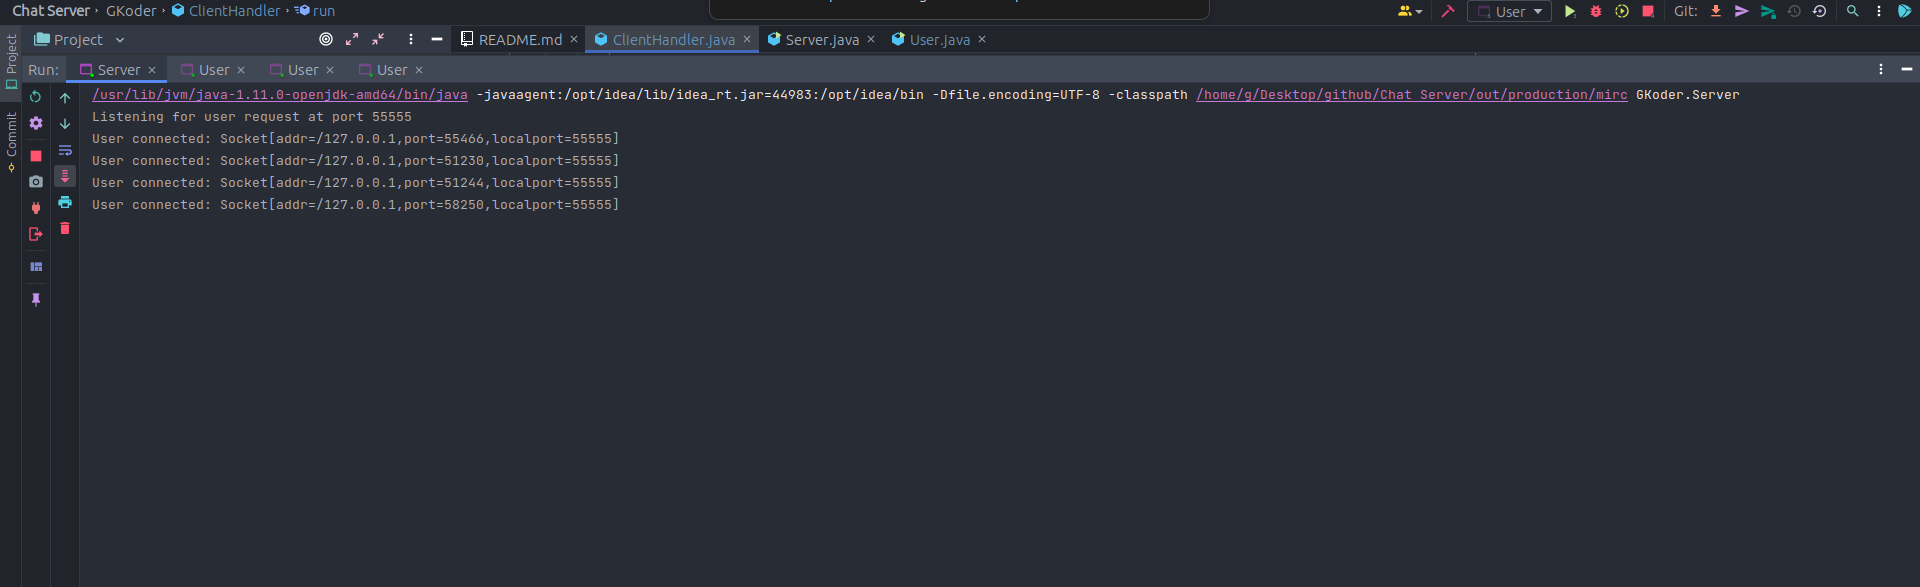 Chat Server › GKoder › ClientHandler › run
User
Git:
Project
README.md × ClientHandler.java × Server.java × User.java ×
Run: Server × User × User × User ×
/usr/lib/jvm/java-1.11.0-openjdk-amd64/bin/java -javaagent:/opt/idea/lib/idea_rt.jar=44983:/opt/idea/bin -Dfile.encoding=UTF-8 -classpath /home/g/Desktop/github/Chat Server/out/production/mirc GKoder.Server
Listening for user request at port 55555
User connected: Socket[addr=/127.0.0.1,port=55466,localport=55555]
User connected: Socket[addr=/127.0.0.1,port=51230,localport=55555]
User connected: Socket[addr=/127.0.0.1,port=51244,localport=55555]
User connected: Socket[addr=/127.0.0.1,port=58250,localport=55555]
Project
Commit